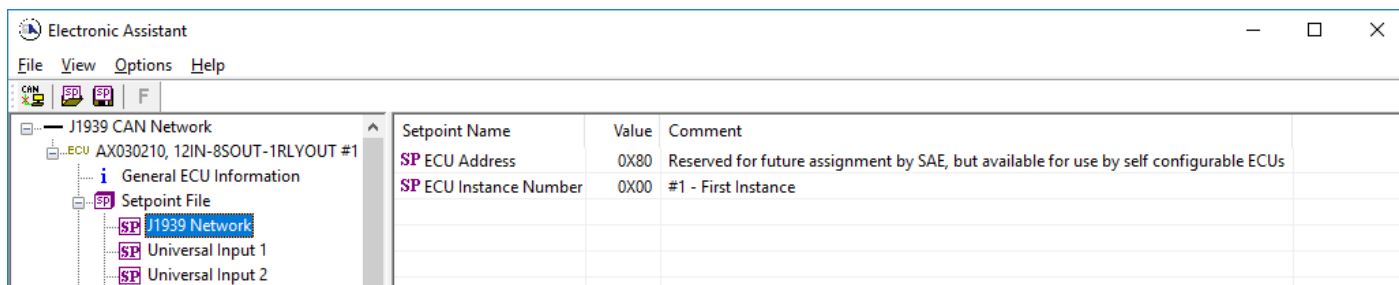 Electronic Assistant
File View Options Help
CAN SP SP F
J1939 CAN Network
ECU AX030210, 12IN-8SOUT-1RLYOUT #1
i General ECU Information
SP Setpoint File
SP J1939 Network
SP Universal Input 1
SP Universal Input 2
Setpoint Name Value Comment
SP ECU Address 0X80 Reserved for future assignment by SAE, but available for use by self configurable ECUs
SP ECU Instance Number 0X00 #1 - First Instance